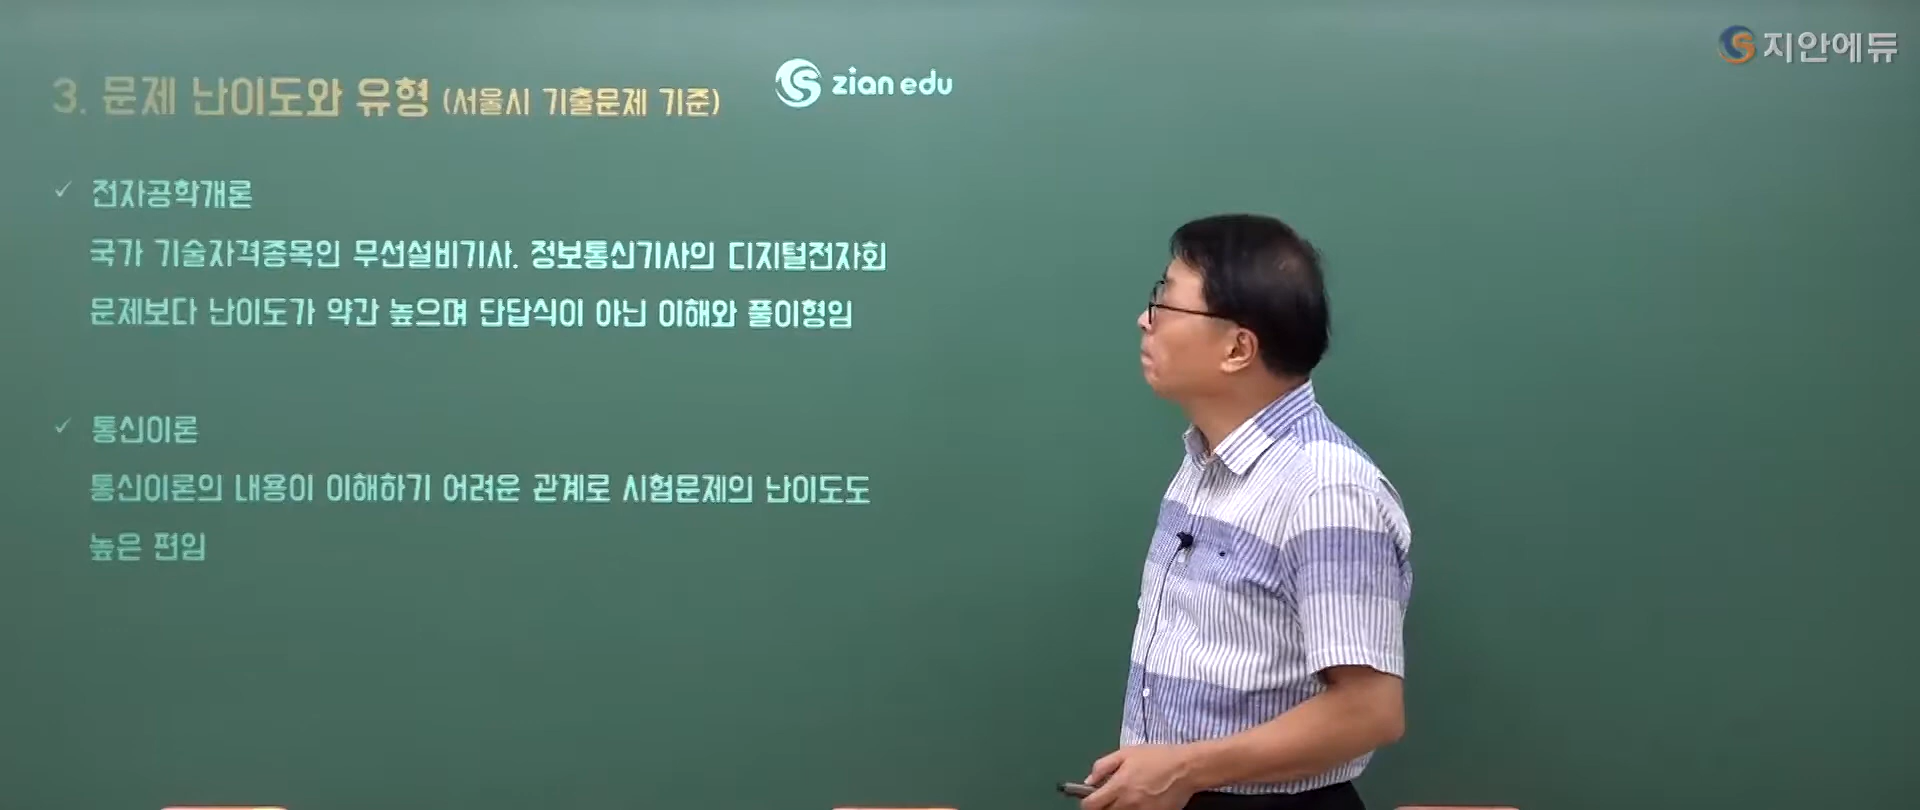 지안에듀
3. 문제 난이도와 유형 (서울시 기출문제 기준)
zian edu
✓ 전자공학개론
국가 기술자격종목인 무선설비기사. 정보통신기사의 디지털전자회
문제보다 난이도가 약간 높으며 단답식이 아닌 이해와 풀이형임
✓ 통신이론
통신이론의 내용이 이해하기 어려운 관계로 시험문제의 난이도도
높은 편임